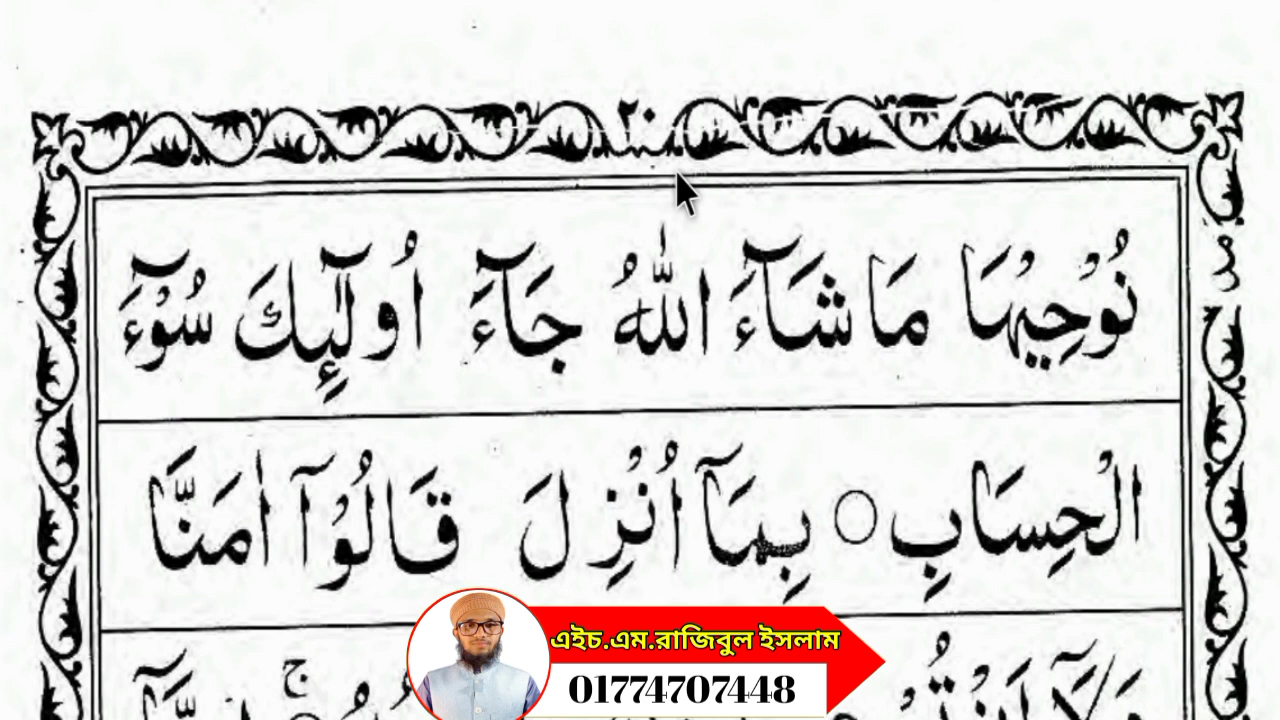 ٢٠
نُوْحِيْهَا مَا شَآءَ اللّٰهُ جَآءَ اُولٰٓئِكَ سُوْٓءَ
الْحِسَابِ ○ بِمَآ اُنْزِلَ قَالُوْٓا اٰمَنَّا
এইচ.এম.রাজিবুল ইসলাম
01774707448